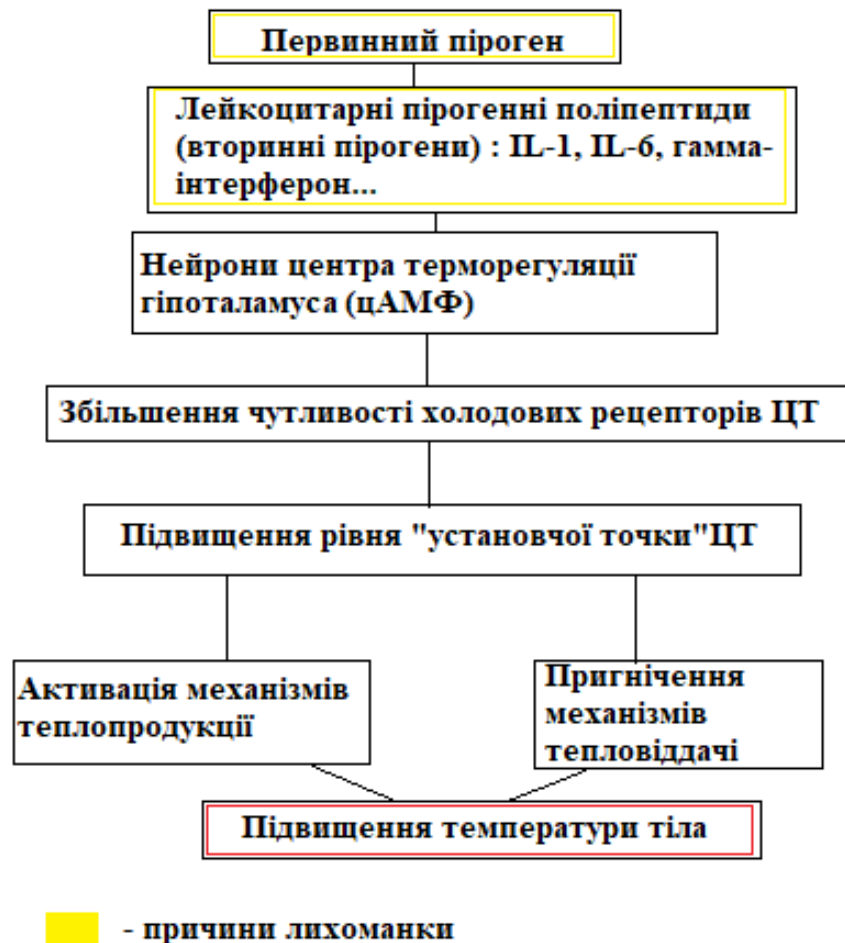 Первинний піроген
Лейкоцитарні пірогенні поліпептиди
(вторинні пірогени) : IL-1, IL-6, гамма-
інтерферон...
Нейрони центра терморегуляції
гіпоталамуса (цАМФ)
Збільшення чутливості холодових рецепторів ЦТ
Підвищення рівня "установчої точки"ЦТ
Активація механізмів
теплопродукції
Пригнічення
механізмів
тепловіддачі
Підвищення температури тіла
- причини лихоманки